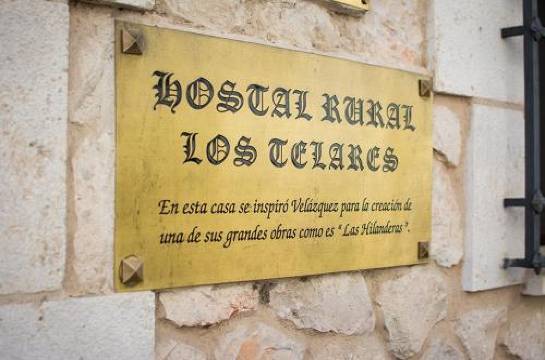 HOSTAL RURAL
LOS TELARES
En esta casa se inspiró Velázquez para la creación de
una de sus grandes obras como es "Las Hilanderas".